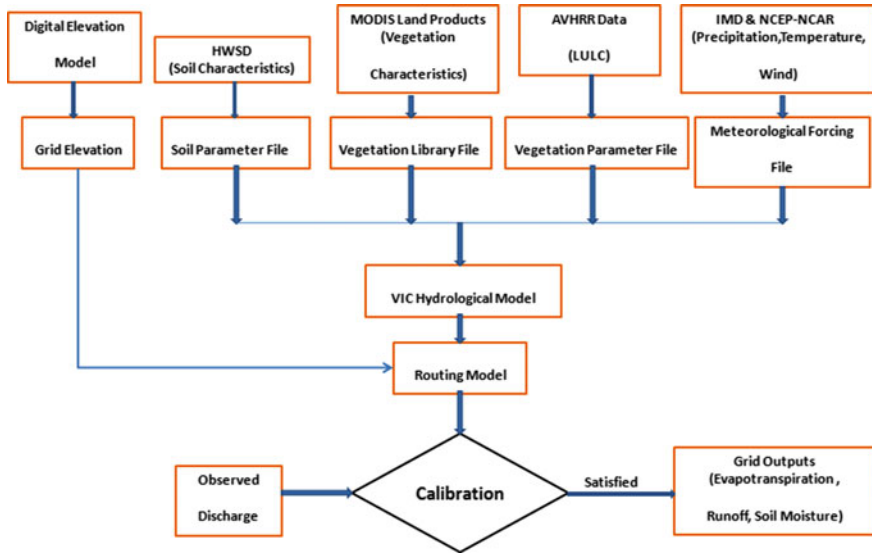 Digital Elevation
Model
HWSD
(Soil Characteristics)
MODIS Land Products
(Vegetation
Characteristics)
AVHRR Data
(LULC)
IMD & NCEP-NCAR
(Precipitation,Temperature,
Wind)
Grid Elevation
Soil Parameter File
Vegetation Library File
Vegetation Parameter File
Meteorological Forcing
File
VIC Hydrological Model
Routing Model
Observed
Discharge
Calibration
Satisfied
Grid Outputs
(Evapotranspiration ,
Runoff, Soil Moisture)